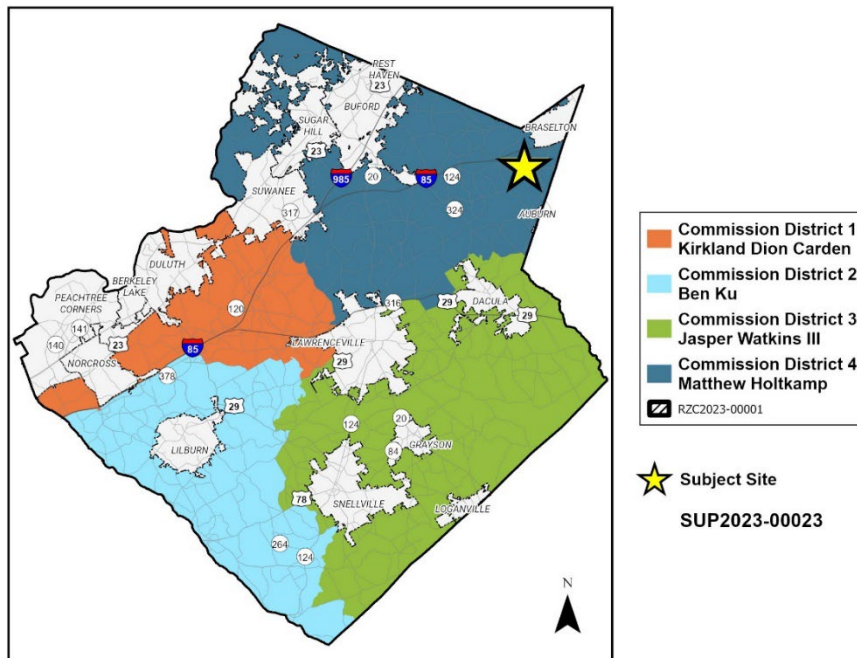 REST
HAVEN
23
BUFORD
SUGAR
HILL
23
BRASELTON
985
20
85
124
SUWANEE
317
324
AUBURN
DULUTH
BERKELEY
LAKE
PEACHTREE
CORNERS
141
140
23
NORCROSS
120
85
378
316
29
DACULA
29
LAWRENCEVILLE
29
29
LILBURN
124
20
GRAYSON
84
78
SNELLVILLE
LOGANVILLE
264
124
N
Commission District 1
Kirkland Dion Carden
Commission District 2
Ben Ku
Commission District 3
Jasper Watkins III
Commission District 4
Matthew Holtkamp
RZC2023-00001
Subject Site
SUP2023-00023